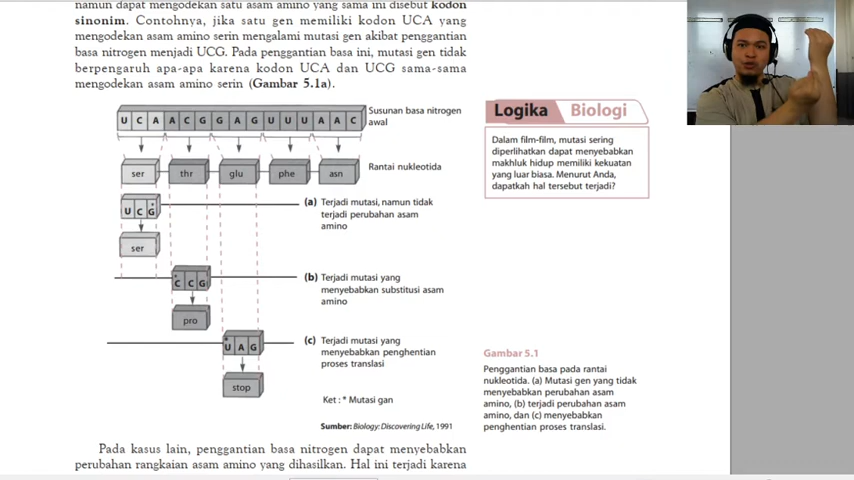 namun dapat mengodekan satu asam amino yang sama ini disebut kodon
sinonim. Contohnya, jika satu gen memiliki kodon UCA yang
mengodekan asam amino serin mengalami mutasi gen akibat penggantian
basa nitrogen menjadi UCG. Pada penggantian basa ini, mutasi gen tidak
berpengaruh apa-apa karena kodon UCA dan UCG sama-sama
mengodekan asam amino serin (Gambar 5.1a).
U C A A C G G A G U U U A A C
Susunan basa nitrogen
awal
ser thr glu phe asn
Rantai nukleotida
U C G*
ser
(a) Terjadi mutasi, namun tidak
terjadi perubahan asam
amino
*C C G
pro
(b) Terjadi mutasi yang
menyebabkan substitusi asam
amino
*U A G
stop
(c) Terjadi mutasi yang
menyebabkan penghentian
proses translasi
Ket : * Mutasi gan
Sumber: Biology: Discovering Life, 1991
Pada kasus lain, penggantian basa nitrogen dapat menyebabkan
perubahan rangkaian asam amino yang dihasilkan. Hal ini terjadi karena
Logika Biologi
Dalam film-film, mutasi sering
diperlihatkan dapat menyebabkan
makhluk hidup memiliki kekuatan
yang luar biasa. Menurut Anda,
dapatkah hal tersebut terjadi?
Gambar 5.1
Penggantian basa pada rantai
nukleotida. (a) Mutasi gen yang tidak
menyebabkan perubahan asam
amino, (b) terjadi perubahan asam
amino, dan (c) menyebabkan
penghentian proses translasi.